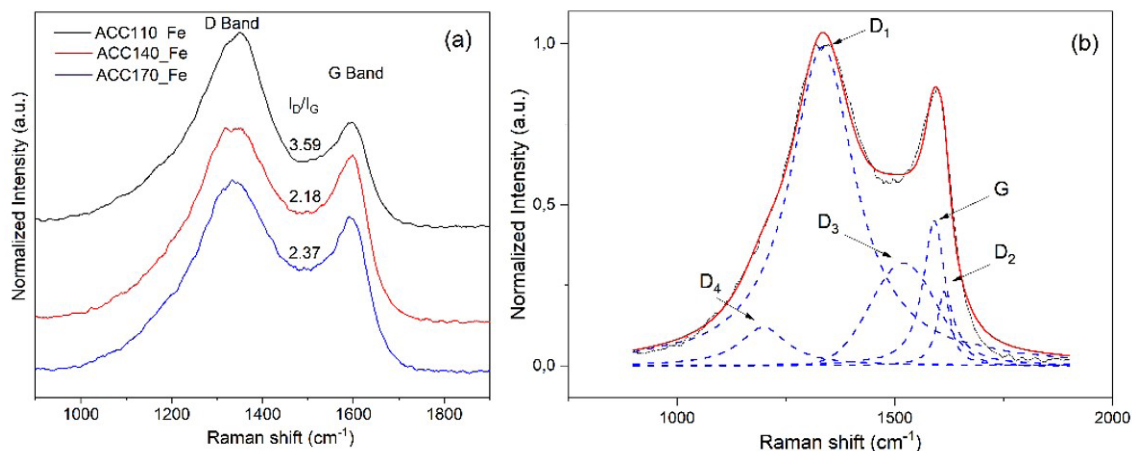 ACC110_Fe
ACC140_Fe
ACC170_Fe
D Band
(a)
G Band
I_D/I_G
3.59
2.18
2.37
Normalized Intensity (a.u.)
1000 1200 1400 1600 1800
Raman shift (cm⁻¹)
(b)
D₁
G
D₃
D₂
D₄
1,0
0,5
0,0
Normalized Intensity (a.u.)
1000 1500 2000
Raman shift (cm⁻¹)